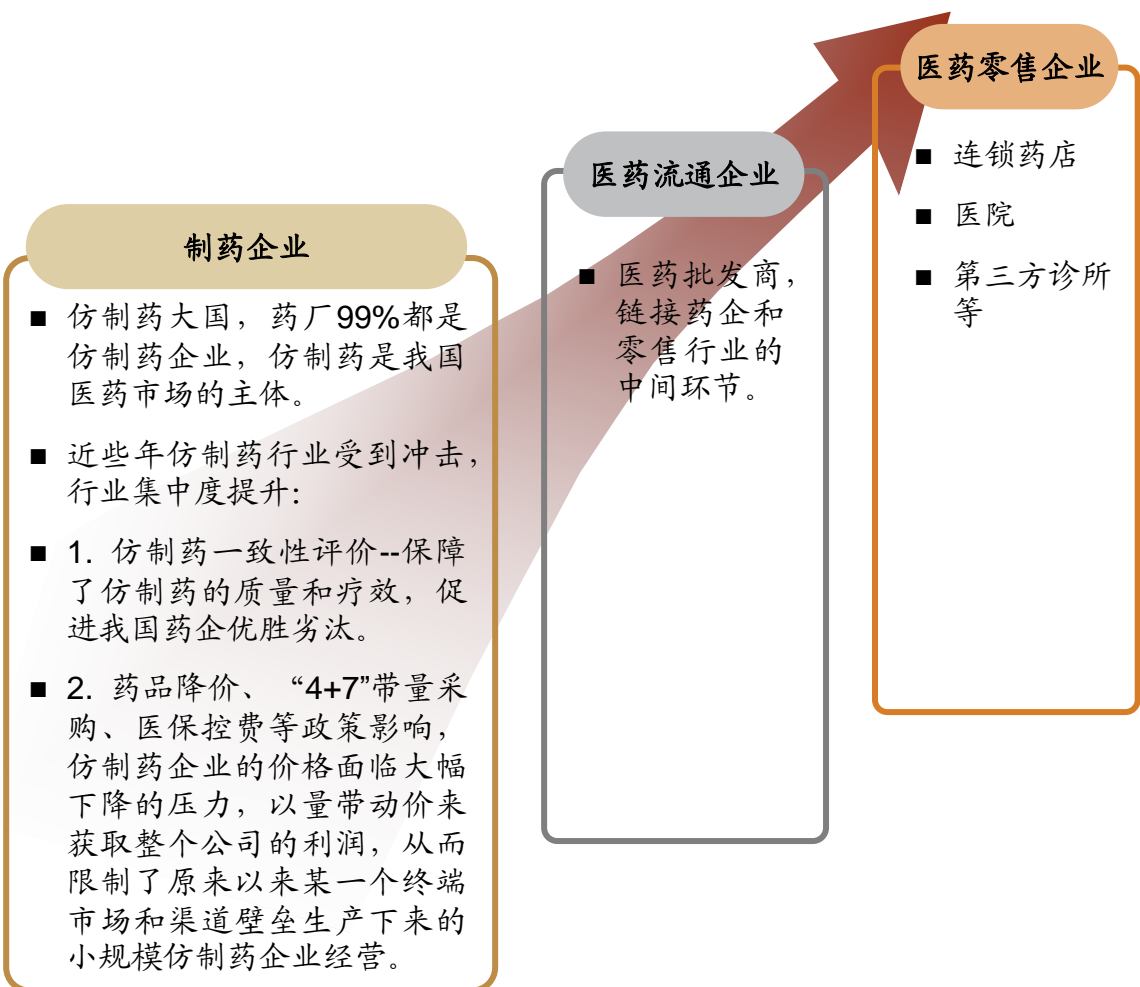 制药企业
■ 仿制药大国，药厂99%都是
仿制药企业，仿制药是我国
医药市场的主体。
■ 近些年仿制药行业受到冲击，
行业集中度提升：
■ 1. 仿制药一致性评价--保障
了仿制药的质量和疗效，促
进我国药企优胜劣汰。
■ 2. 药品降价、“4+7”带量采
购、医保控费等政策影响，
仿制药企业的价格面临大幅
下降的压力，以量带动价来
获取整个公司的利润，从而
限制了原来以来某一个终端
市场和渠道壁垒生产下来的
小规模仿制药企业经营。
医药流通企业
■ 医药批发商，
链接药企和
零售行业的
中间环节。
医药零售企业
■ 连锁药店
■ 医院
■ 第三方诊所
等